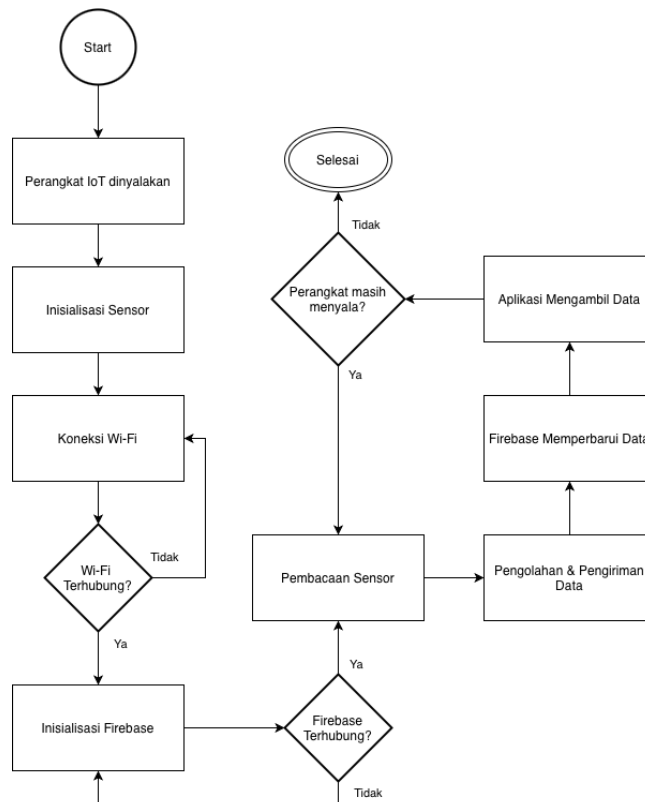 Start
Perangkat IoT dinyalakan
Inisialisasi Sensor
Koneksi Wi-Fi
Wi-Fi
Terhubung?
Tidak
Ya
Inisialisasi Firebase
Firebase
Terhubung?
Tidak
Ya
Pembacaan Sensor
Pengolahan & Pengiriman
Data
Firebase Memperbarui Data
Aplikasi Mengambil Data
Perangkat masih
menyala?
Ya
Tidak
Selesai